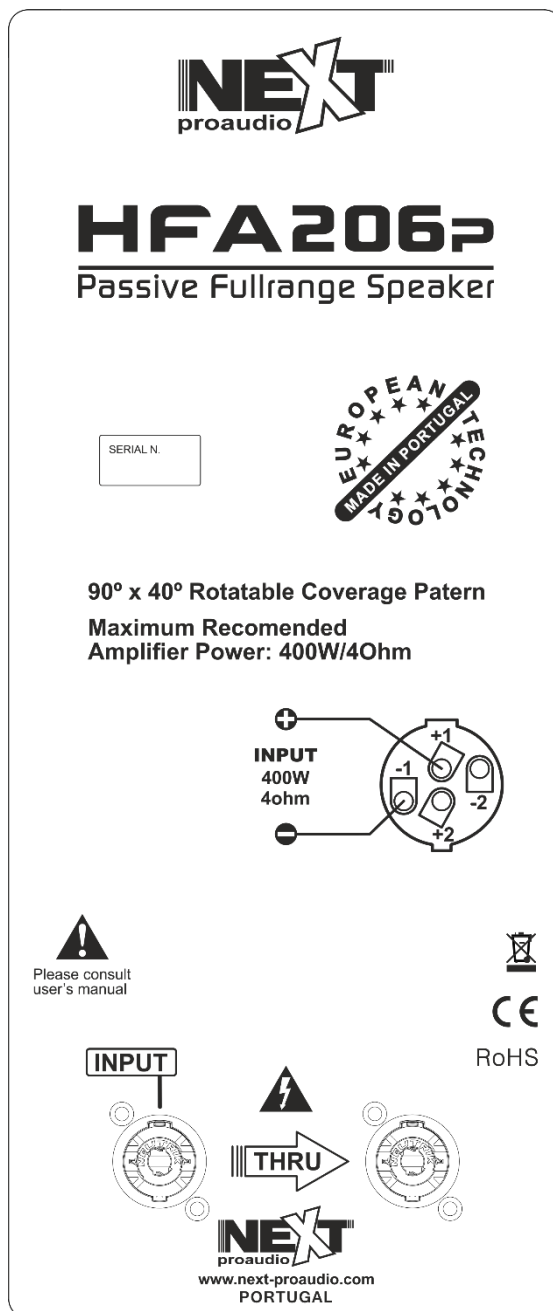 NEXT
proaudio
HFA206P
Passive Fullrange Speaker
EUROPEAN TECHNOLOGY
MADE IN PORTUGAL
SERIAL N.
90º x 40º Rotatable Coverage Patern
Maximum Recomended
Amplifier Power: 400W/4Ohm
INPUT
400W
4ohm
+1
-1
-2
+2
Please consult
user's manual
CE
RoHS
INPUT
NEUTRIK
THRU
NEUTRIK
NEXT
proaudio
www.next-proaudio.com
PORTUGAL